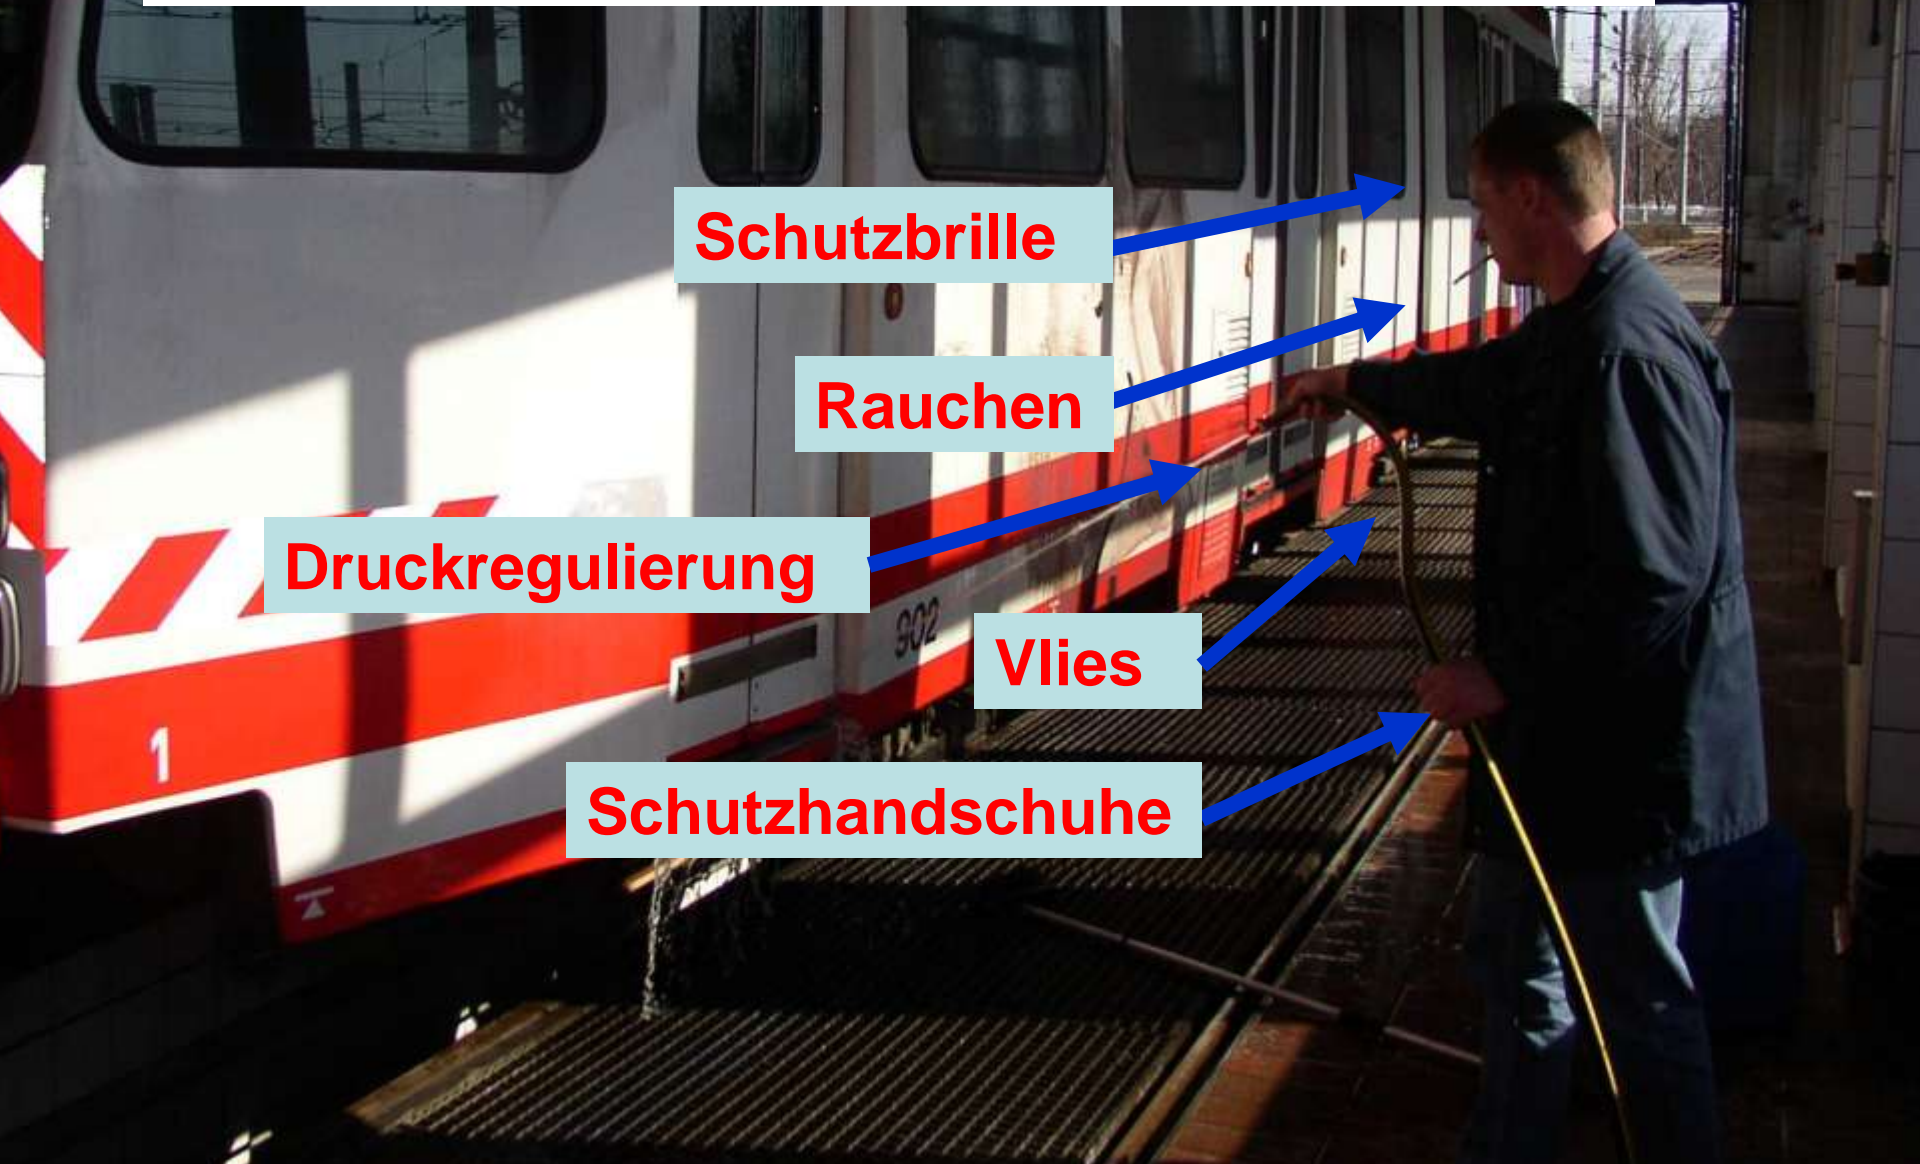 Schutzbrille
Rauchen
Druckregulierung
902
Vlies
1
Schutzhandschuhe